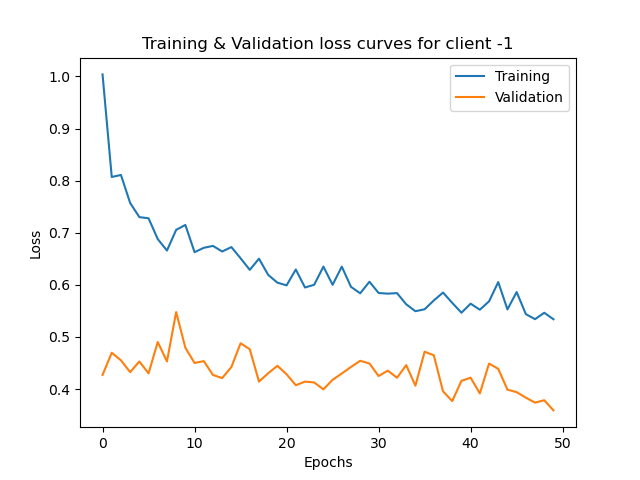 Training & Validation loss curves for client -1
Training
Validation
1.0
0.9
0.8
0.7
0.6
0.5
0.4
Loss
0 10 20 30 40 50
Epochs